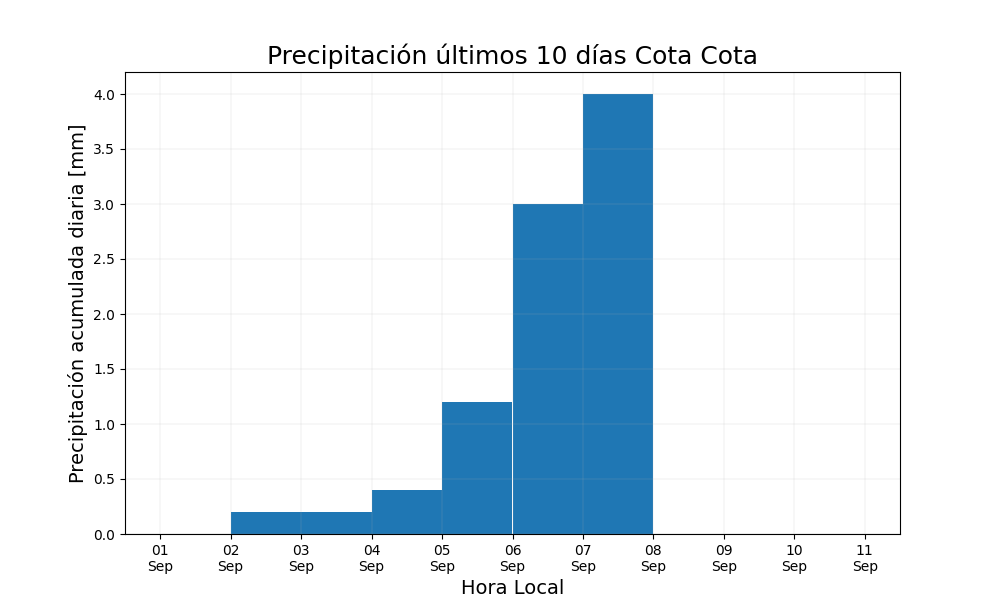 Precipitación últimos 10 días Cota Cota
Precipitación acumulada diaria [mm]
4.0
3.5
3.0
2.5
2.0
1.5
1.0
0.5
0.0
01 02 03 04 05 06 07 08 09 10 11
Sep Sep Sep Sep Sep Sep Sep Sep Sep Sep Sep
Hora Local